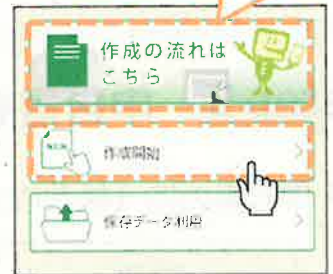 作成の流れは
こちら
作成開始
保存データ利用